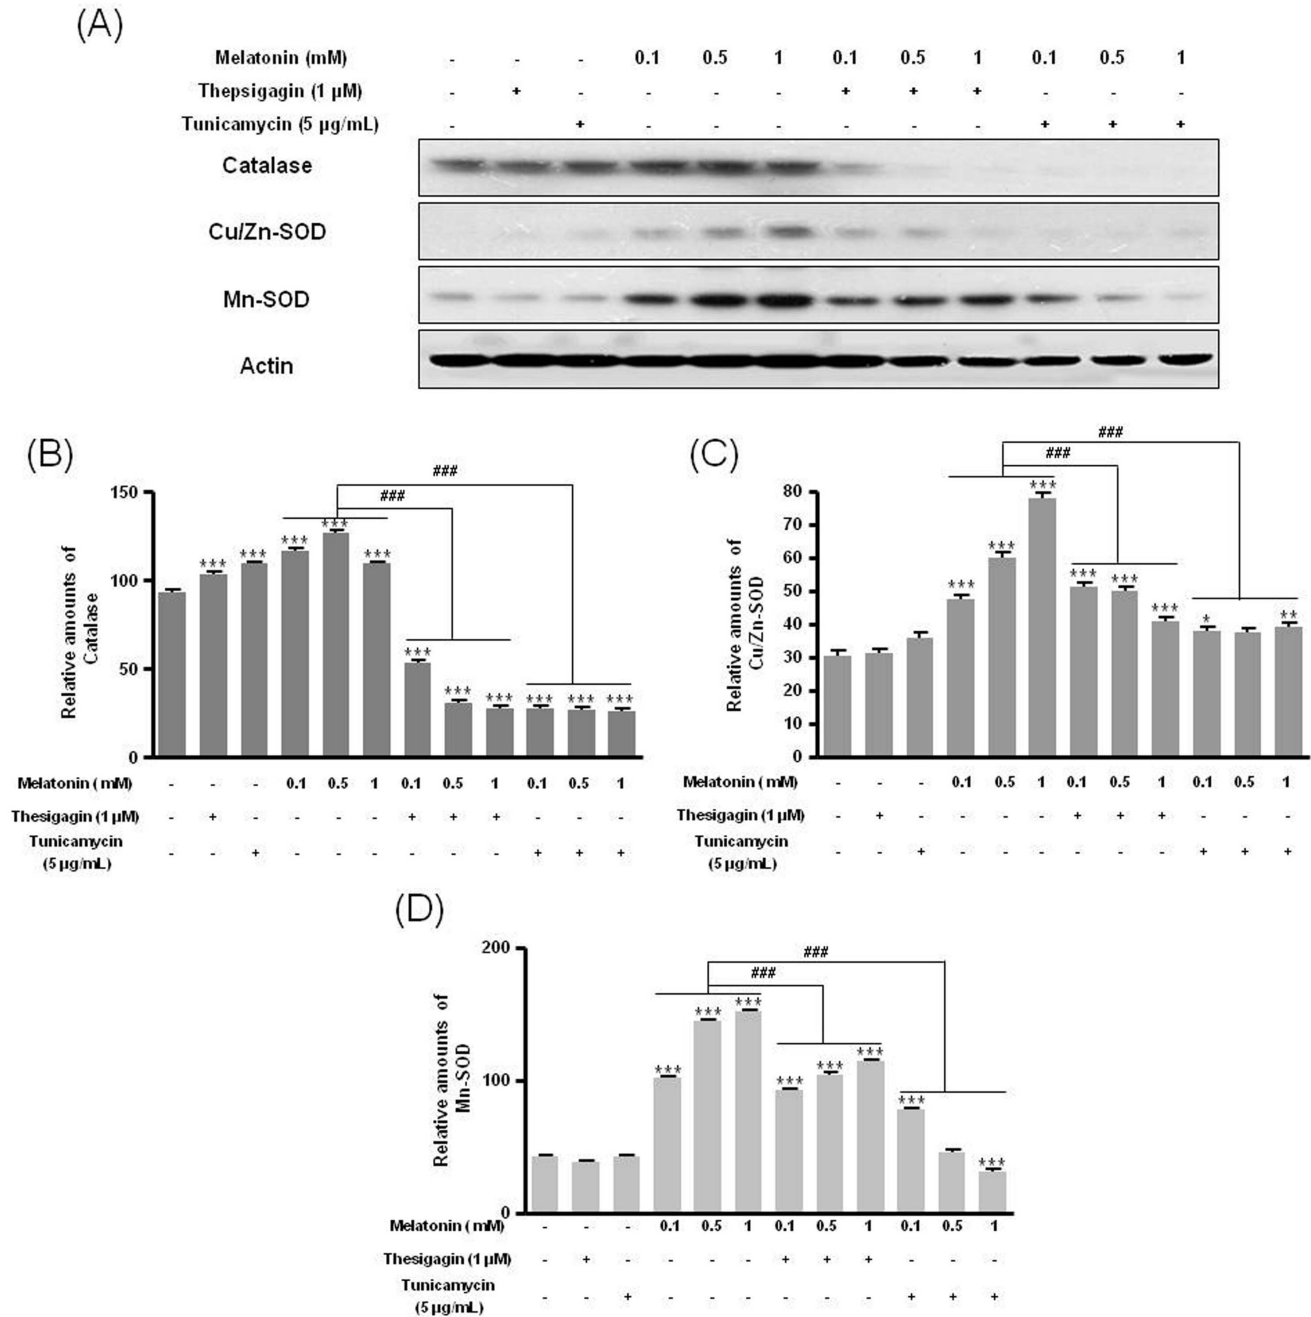 (A)
Melatonin (mM) - - - 0.1 0.5 1 0.1 0.5 1 0.1 0.5 1
Thepsigagin (1 μM) - + - - - - + + + - - -
Tunicamycin (5 μg/mL) - - + - - - - - - + + +
Catalase
Cu/Zn-SOD
Mn-SOD
Actin
(B)
###
###
150
100
50
0
Relative amounts of
Catalase
*** *** *** *** *** *** *** *** *** *** ***
Melatonin ( mM) - - - 0.1 0.5 1 0.1 0.5 1 0.1 0.5 1
Thesigagin (1 μM) - + - - - - + + + - - -
Tunicamycin
(5 μg/mL) - - + - - - - - - + + +
(C)
###
###
80
70
60
50
40
30
20
10
0
Relative amounts of
Cu/Zn-SOD
*** *** *** *** *** *** * **
Melatonin ( mM) - - - 0.1 0.5 1 0.1 0.5 1 0.1 0.5 1
Thesigagin (1 μM) - + - - - - + + + - - -
Tunicamycin
(5 μg/mL) - - + - - - - - - + + +
(D)
###
###
200
100
0
Relative amounts of
Mn-SOD
*** *** *** *** *** *** *** ***
Melatonin ( mM) - - - 0.1 0.5 1 0.1 0.5 1 0.1 0.5 1
Thesigagin (1 μM) - + - - - - + + + - - -
Tunicamycin
(5 μg/mL) - - + - - - - - - + + +